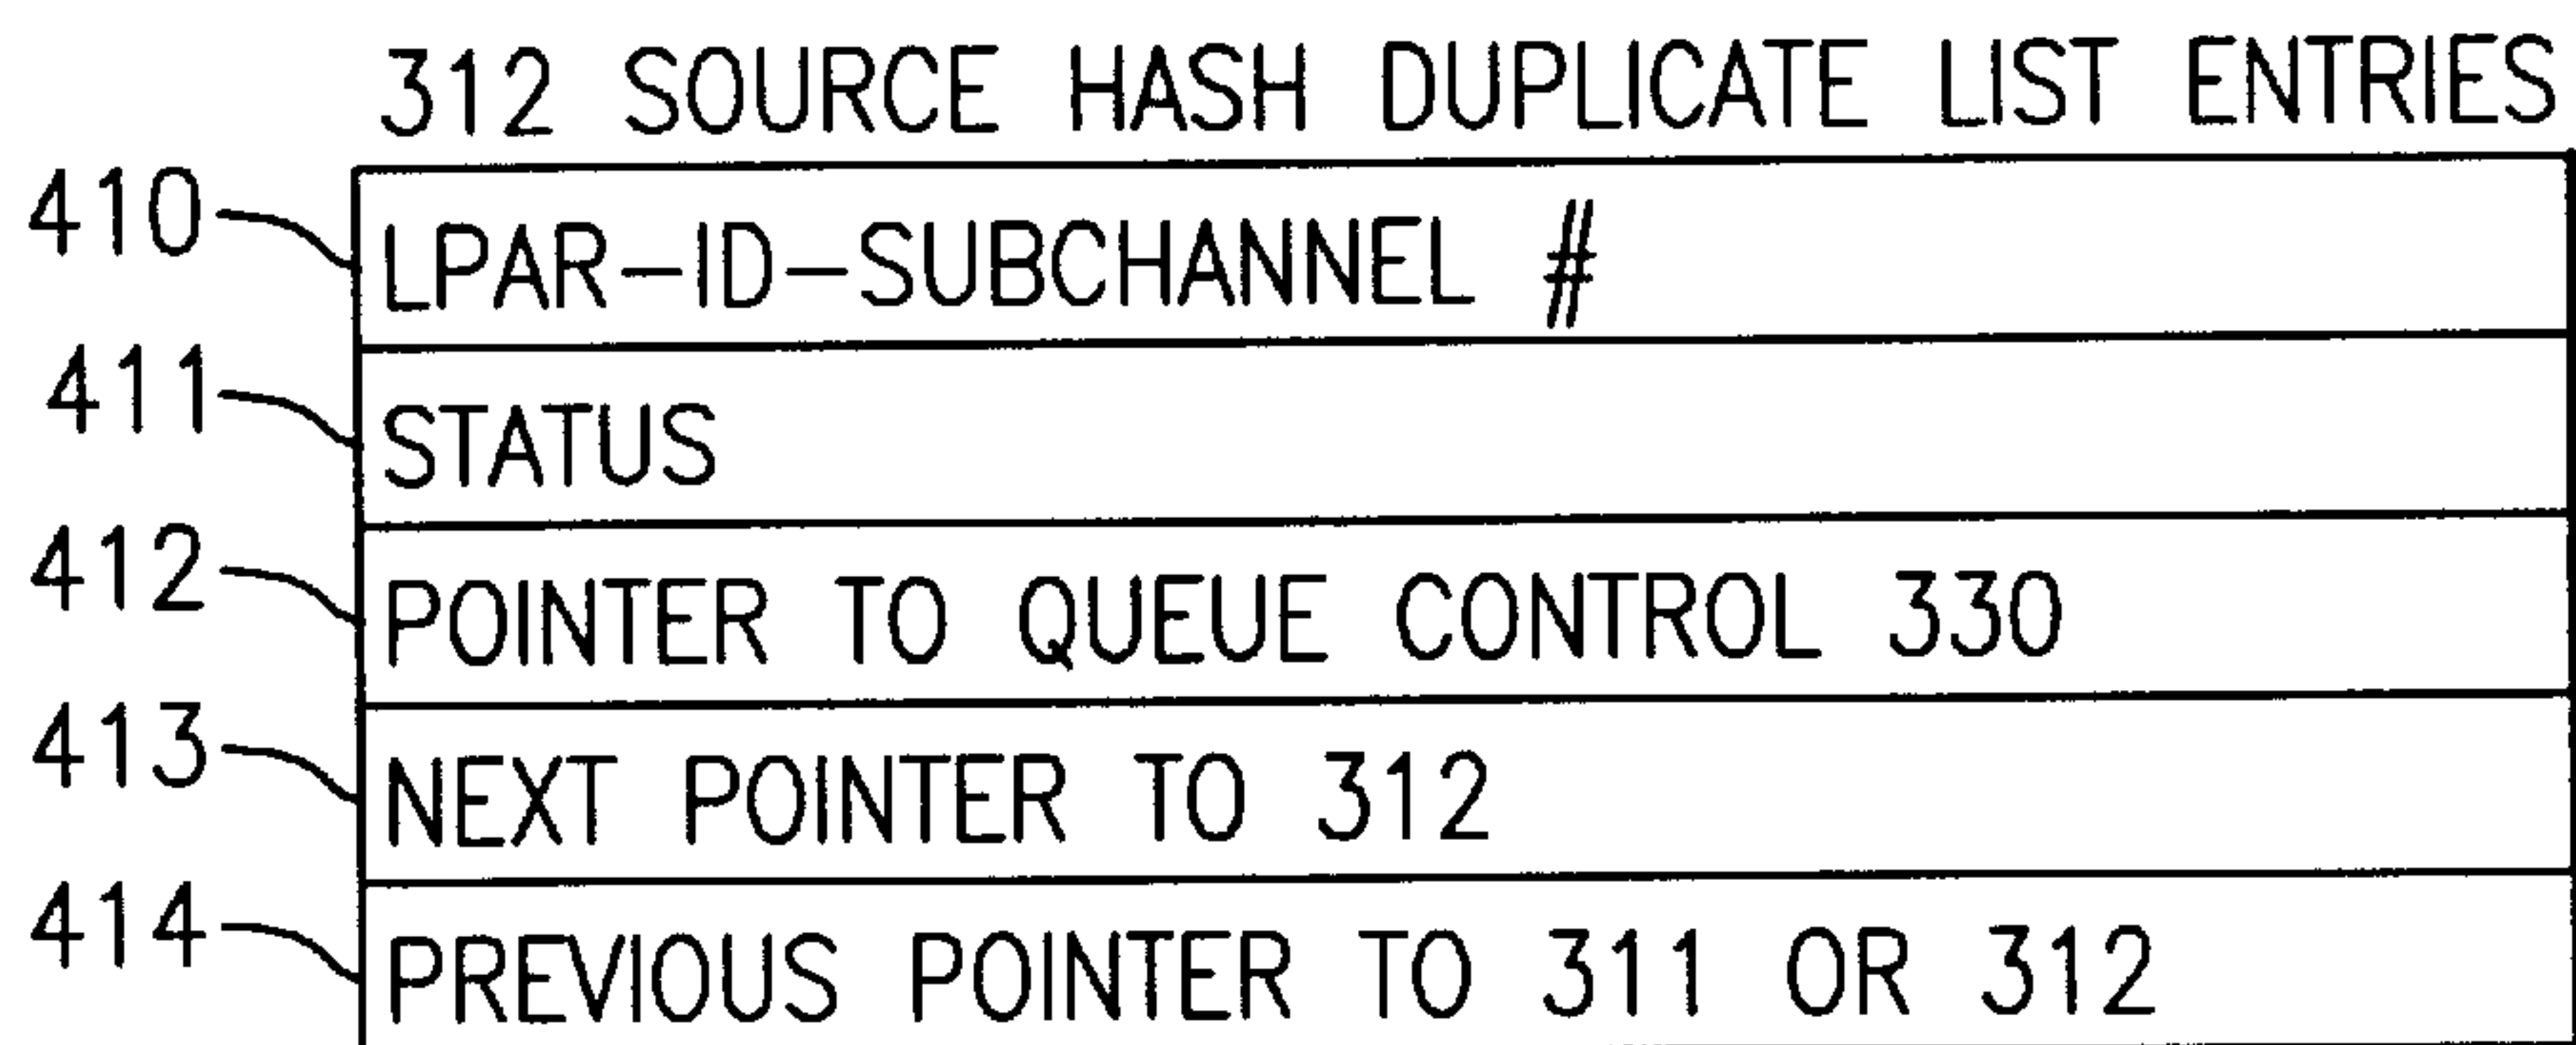 312 SOURCE HASH DUPLICATE LIST ENTRIES
410 LPAR-ID-SUBCHANNEL #
411 STATUS
412 POINTER TO QUEUE CONTROL 330
413 NEXT POINTER TO 312
414 PREVIOUS POINTER TO 311 OR 312